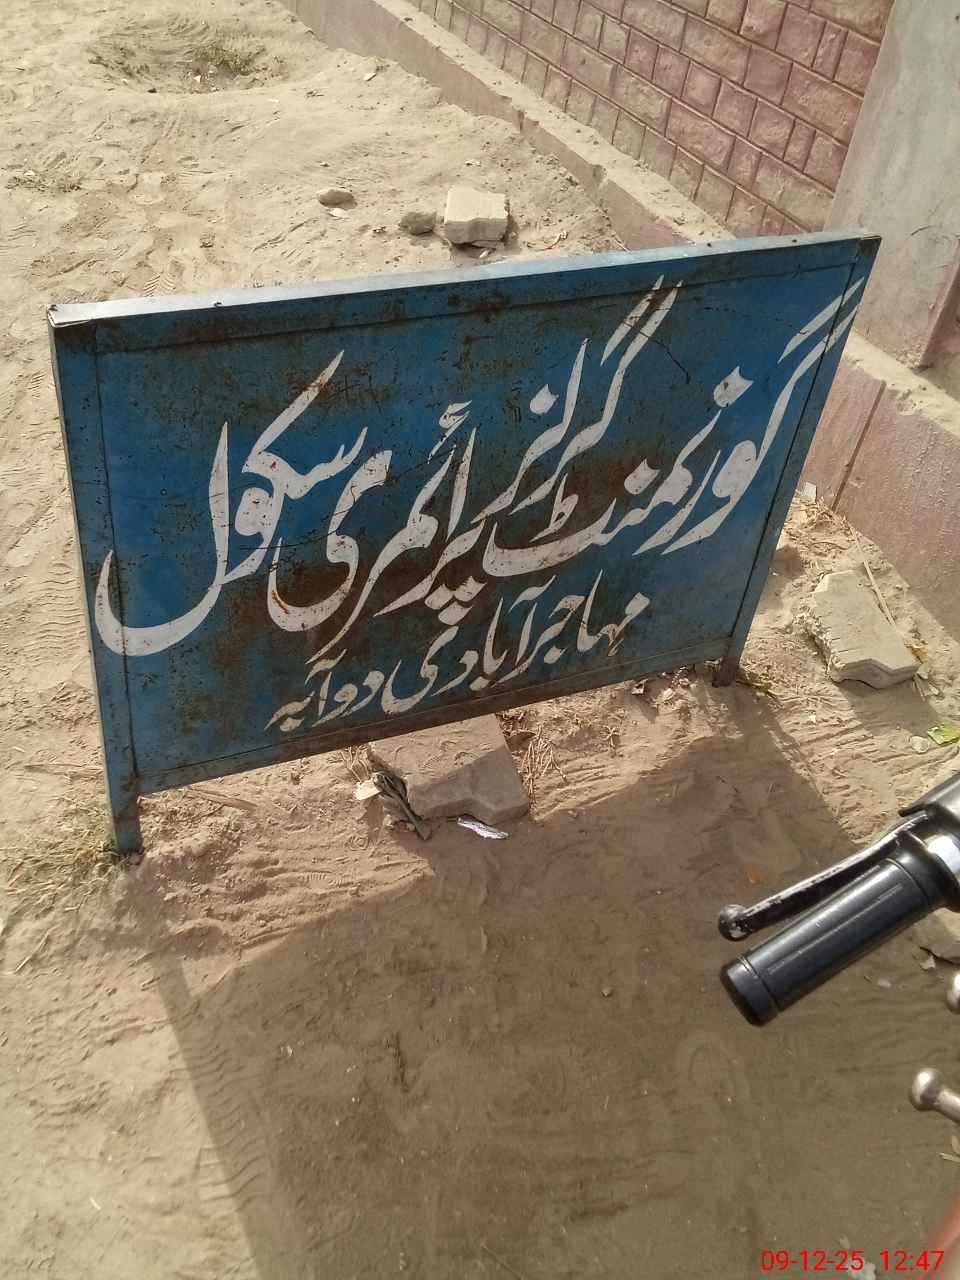 گورنمنٹ گرلز پرائمری سکول
مہاجر آبادی دوآبہ
09-12-25 12:47